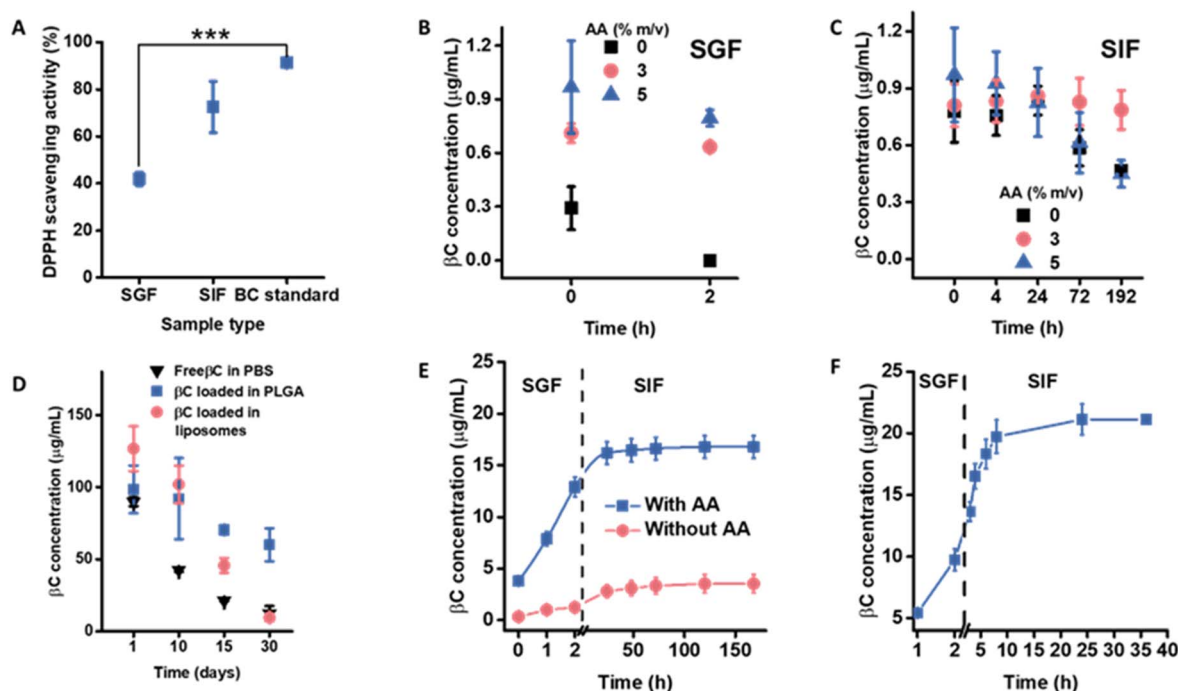 A
***
DPPH scavenging activity (%)
100
80
60
40
20
0
SGF SIF BC standard
Sample type
B
AA (% m/v)
0
3
5
SGF
βC concentration (µg/mL)
1.2
0.9
0.6
0.3
0.0
0 2
Time (h)
C
SIF
βC concentration (µg/mL)
1.2
0.9
0.6
0.3
0.0
AA (% m/v)
0
3
5
0 4 24 72 192
Time (h)
D
FreeβC in PBS
βC loaded in PLGA
βC loaded in
liposomes
βC concentration (µg/mL)
150
100
50
0
1 10 15 30
Time (days)
E
SGF SIF
βC concentration (µg/mL)
25
20
15
10
5
0
With AA
Without AA
0 1 2 50 100 150
Time (h)
F
SGF SIF
βC concentration (µg/mL)
25
20
15
10
5
1 2 5 10 15 20 25 30 35 40
Time (h)